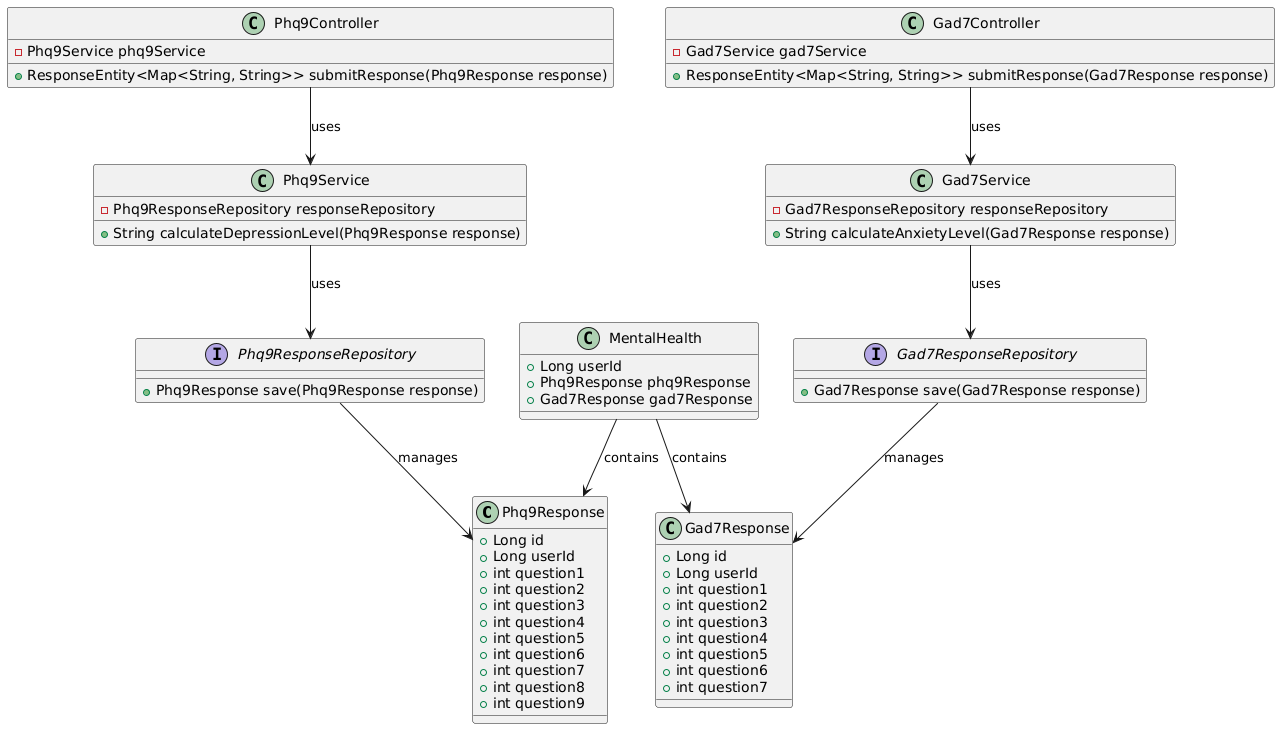 C Phq9Controller
Phq9Service phq9Service
ResponseEntity<Map<String, String>> submitResponse(Phq9Response response)
C Gad7Controller
Gad7Service gad7Service
ResponseEntity<Map<String, String>> submitResponse(Gad7Response response)
uses
uses
C Phq9Service
Phq9ResponseRepository responseRepository
String calculateDepressionLevel(Phq9Response response)
C Gad7Service
Gad7ResponseRepository responseRepository
String calculateAnxietyLevel(Gad7Response response)
uses
uses
I Phq9ResponseRepository
Phq9Response save(Phq9Response response)
C MentalHealth
Long userId
Phq9Response phq9Response
Gad7Response gad7Response
I Gad7ResponseRepository
Gad7Response save(Gad7Response response)
manages
contains
contains
manages
C Phq9Response
Long id
Long userId
int question1
int question2
int question3
int question4
int question5
int question6
int question7
int question8
int question9
C Gad7Response
Long id
Long userId
int question1
int question2
int question3
int question4
int question5
int question6
int question7